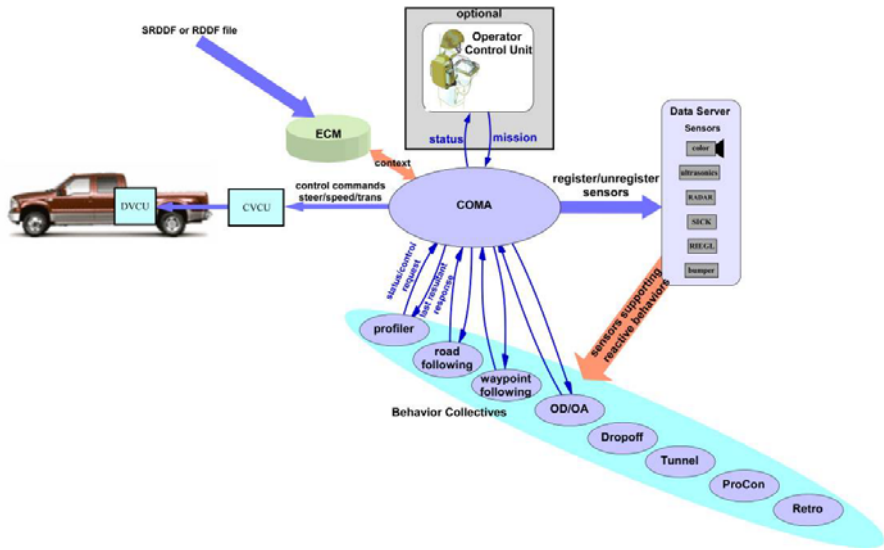 optional
SRDDF or RDDF file
Operator
Control Unit
Data Server
Sensors
color
ultrasonics
RADAR
SICK
RIEGL
bumper
ECM
status
mission
context
register/unregister
sensors
control commands
steer/speed/trans
DVCU
CVCU
COMA
status/control
request
last resultant
response
sensors supporting
reactive behaviors
profiler
road
following
waypoint
following
Behavior Collectives
OD/OA
Dropoff
Tunnel
ProCon
Retro